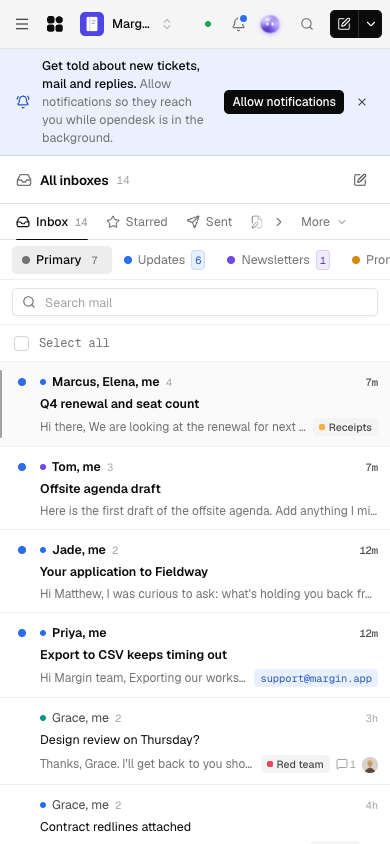 Marg...
Get told about new tickets,
mail and replies. Allow
notifications so they reach
you while opendesk is in the
background.
Allow notifications
All inboxes 14
Inbox 14 Starred Sent More
Primary 7 Updates 6 Newsletters 1 Pror
Search mail
Select all
Marcus, Elena, me 4 7m
Q4 renewal and seat count
Hi there, We are looking at the renewal for next ... Receipts
Tom, me 3 7m
Offsite agenda draft
Here is the first draft of the offsite agenda. Add anything I mi...
Jade, me 2 12m
Your application to Fieldway
Hi Matthew, I was curious to ask: what's holding you back fr...
Priya, me 12m
Export to CSV keeps timing out
Hi Margin team, Exporting our works... support@margin.app
Grace, me 2 3h
Design review on Thursday?
Thanks, Grace. I'll get back to you sho... Red team 1
Grace, me 2 4h
Contract redlines attached